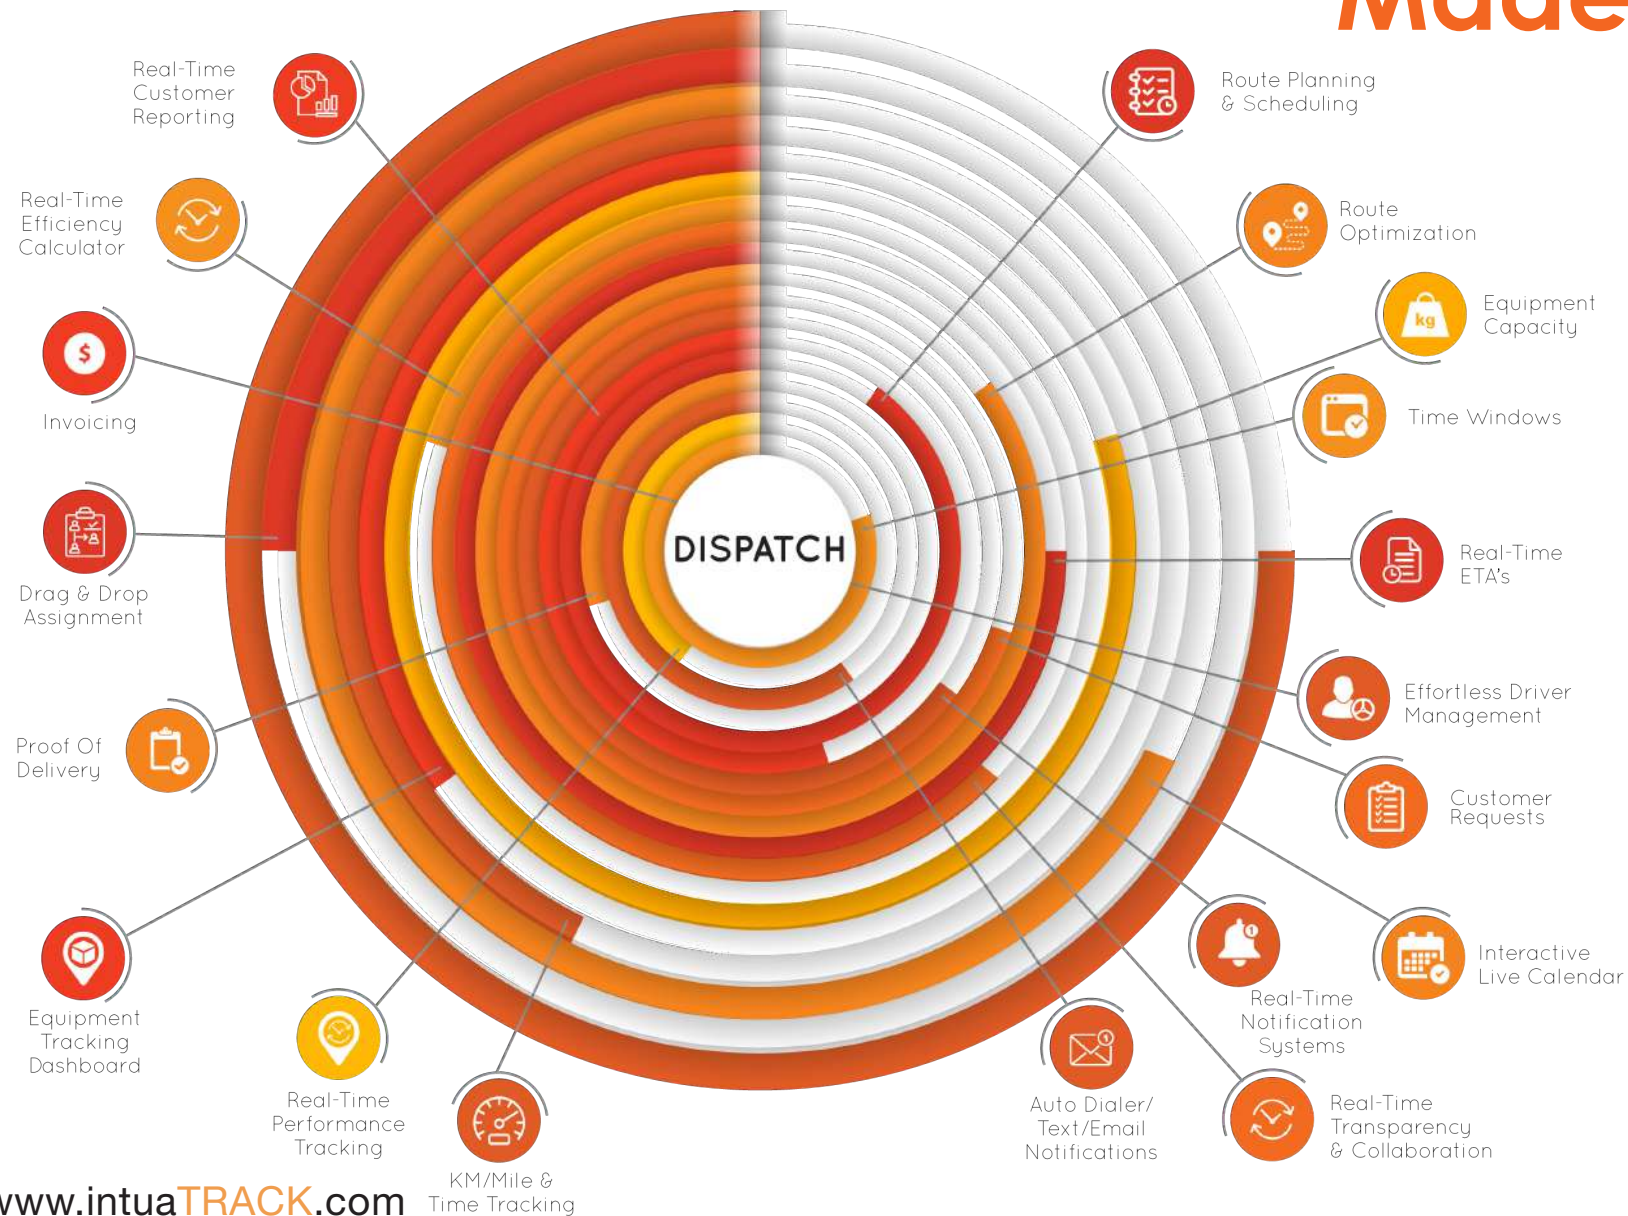 Made
Real-Time
Customer
Reporting
Route Planning
& Scheduling
Real-Time
Efficiency
Calculator
Route
Optimization
Equipment
Capacity
kg
$
Invoicing
Time Windows
DISPATCH
Real-Time
ETA's
Drag & Drop
Assignment
Effortless Driver
Management
Proof Of
Delivery
Customer
Requests
1
Interactive
Live Calendar
Real-Time
Notification
Systems
Equipment
Tracking
Dashboard
1
Real-Time
Performance
Tracking
Auto Dialer/
Text/Email
Notifications
Real-Time
Transparency
& Collaboration
KM/Mile &
Time Tracking
www.intuaTRACK.com